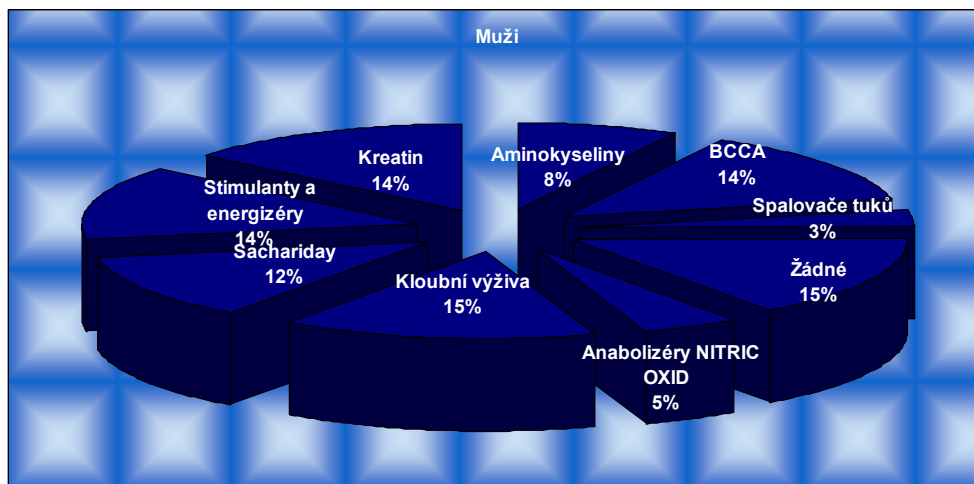 Muži
Aminokyseliny
8%
BCCA
14%
Spalovače tuků
3%
Žádné
15%
Anabolizéry NITRIC
OXID
5%
Kloubní výživa
15%
Sachariday
12%
Stimulanty a
energizéry
14%
Kreatin
14%